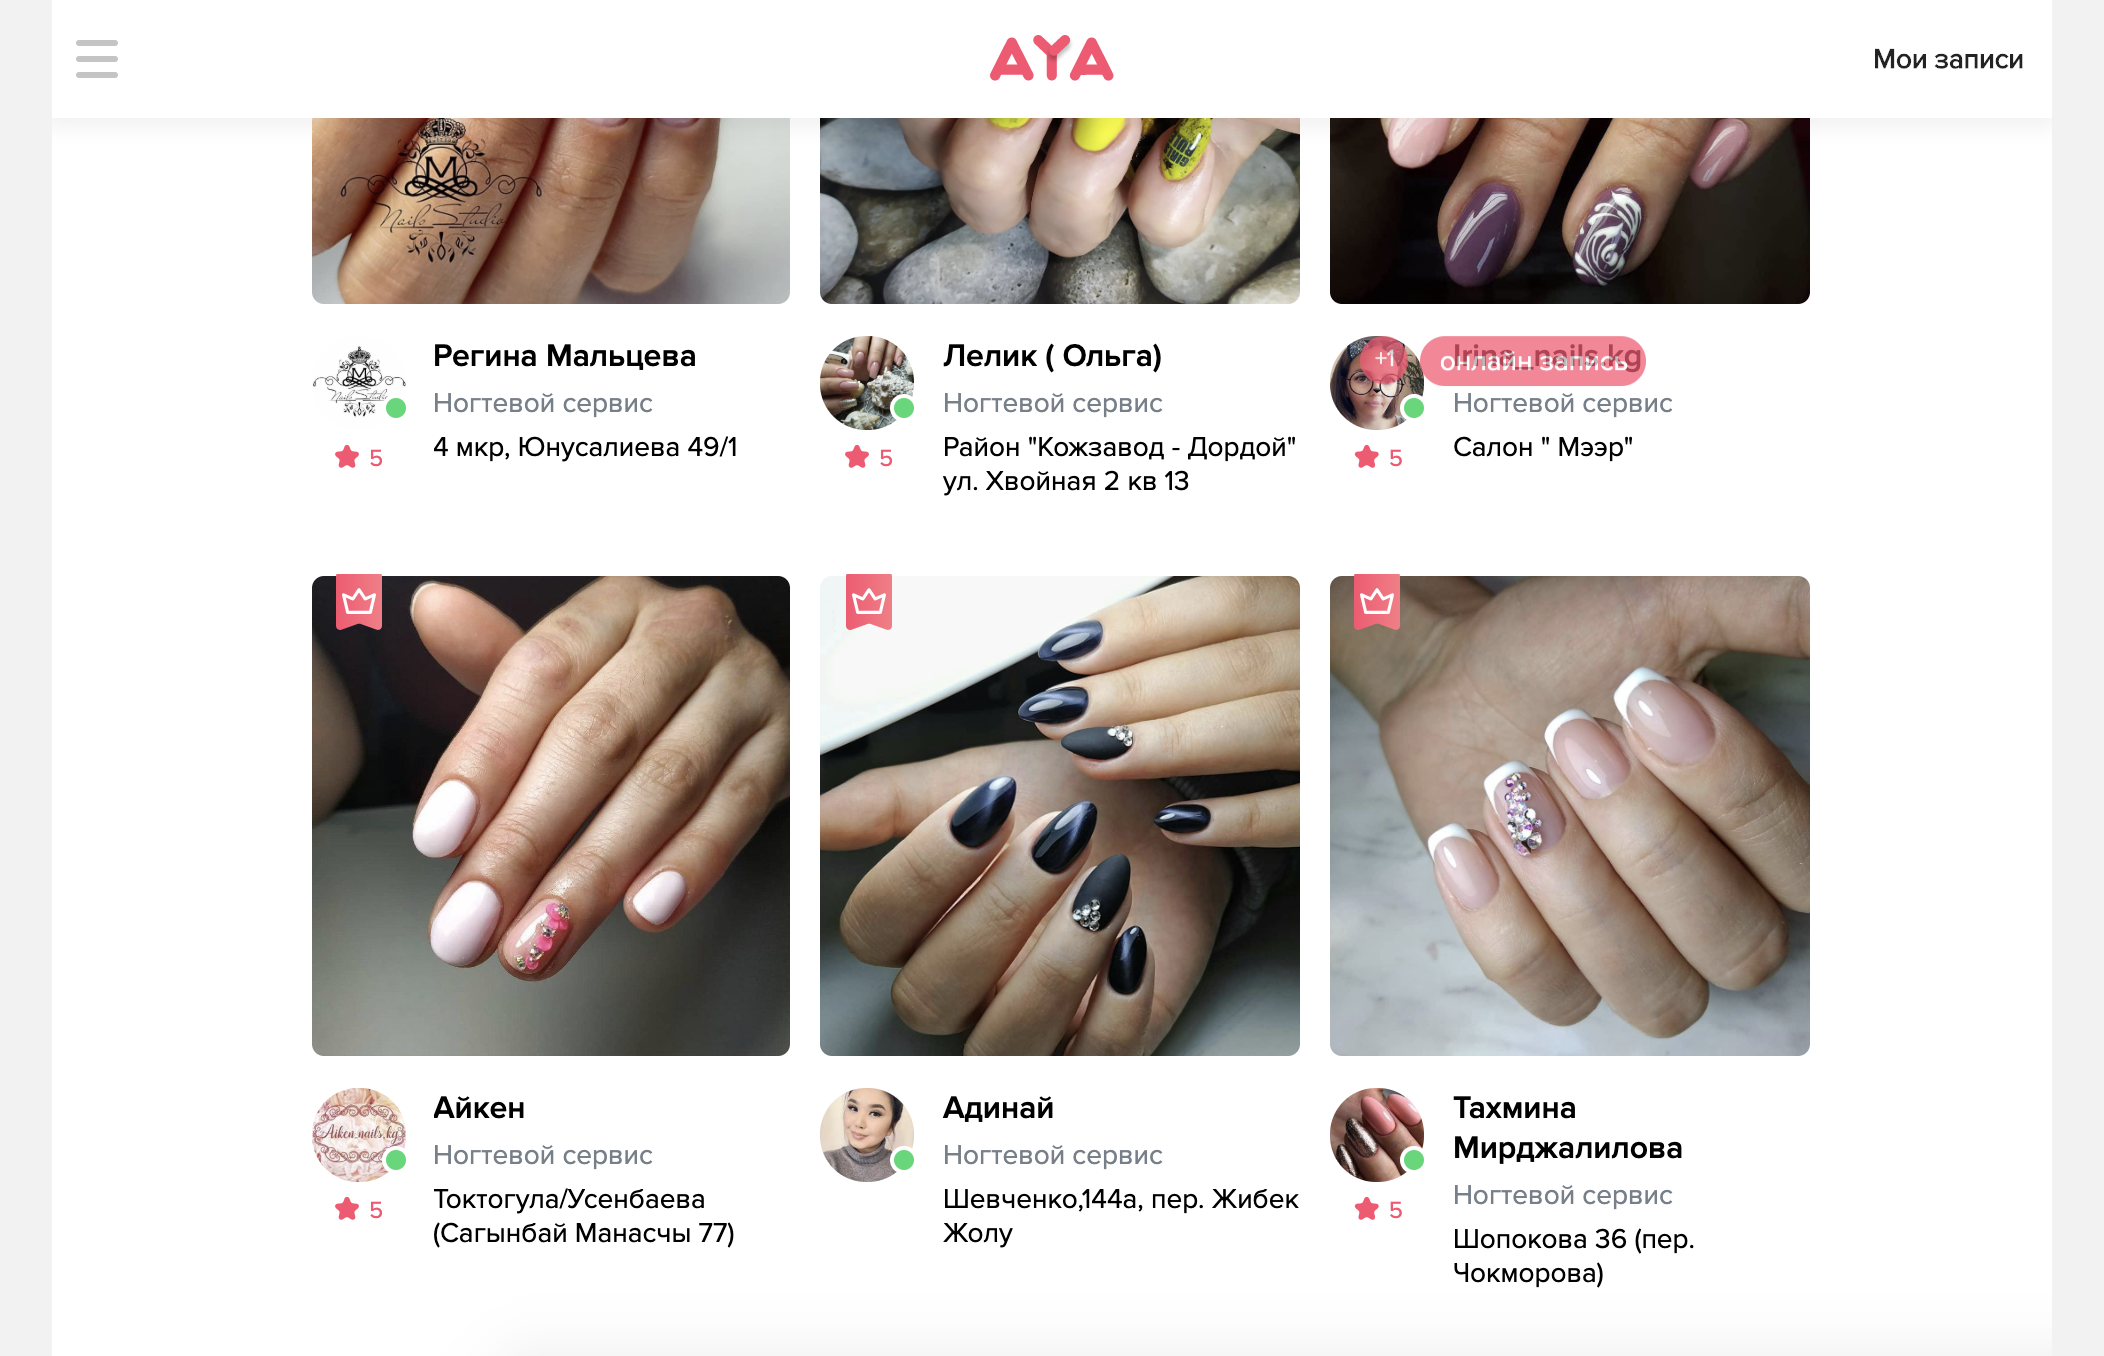 AYA
Мои записи
M
Nails Studio
Регина Мальцева
Ногтевой сервис
4 мкр, Юнусалиева 49/1
5
Лелик ( Ольга)
Ногтевой сервис
Район "Кожзавод - Дордой"
ул. Хвойная 2 кв 13
5
+1
онлайн запись
Irina_nails.kg
Ногтевой сервис
Салон " Мээр"
5
Айкен
Aiken_nails_kg
Ногтевой сервис
Токтогула/Усенбаева
(Сагынбай Манасчы 77)
5
Адинай
Ногтевой сервис
Шевченко,144а, пер. Жибек
Жолу
Тахмина
Мирджалилова
Ногтевой сервис
Шопокова 36 (пер.
Чокморова)
5